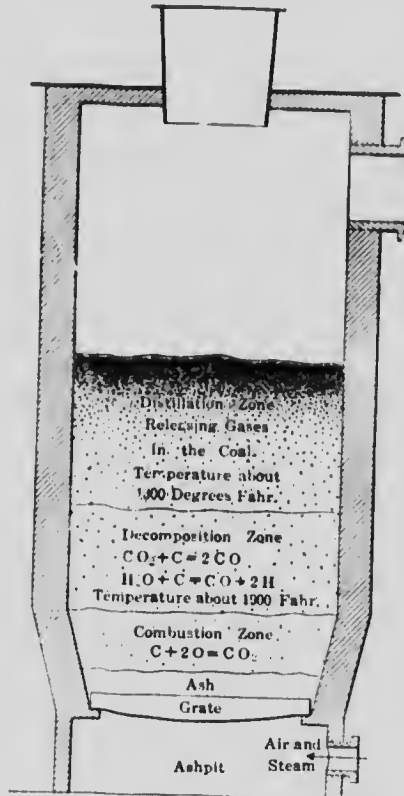 Distillation Zone
Releasing Gases
In the Coal.
Temperature about
Degrees Fahr.
Decomposition Zone
CO₂+C=2CO
H₂O+C=CO+2H
Temperature about 1900 Fahr.
Combustion Zone
C+2O=CO₂
Ash
Grate
Air and
Steam
Ashpit